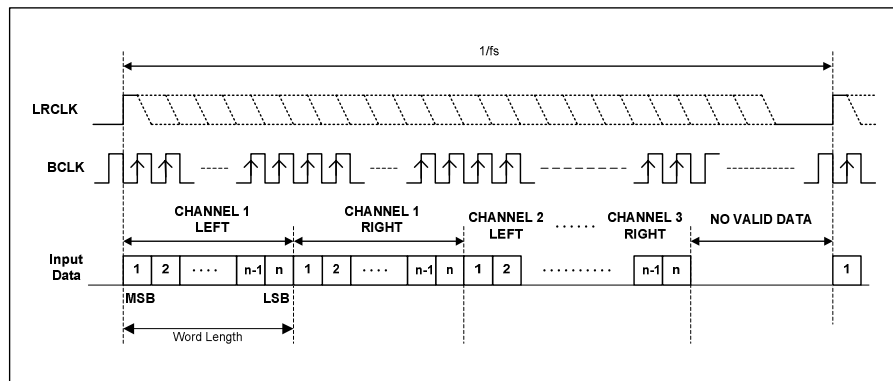 1/fs
LRCLK
BCLK
CHANNEL 1
LEFT
CHANNEL 1
RIGHT
CHANNEL 2
LEFT
CHANNEL 3
RIGHT
NO VALID DATA
Input
Data
1 2 n-1 n 1 2 n-1 n 1 2 n-1 n 1
MSB LSB
Word Length